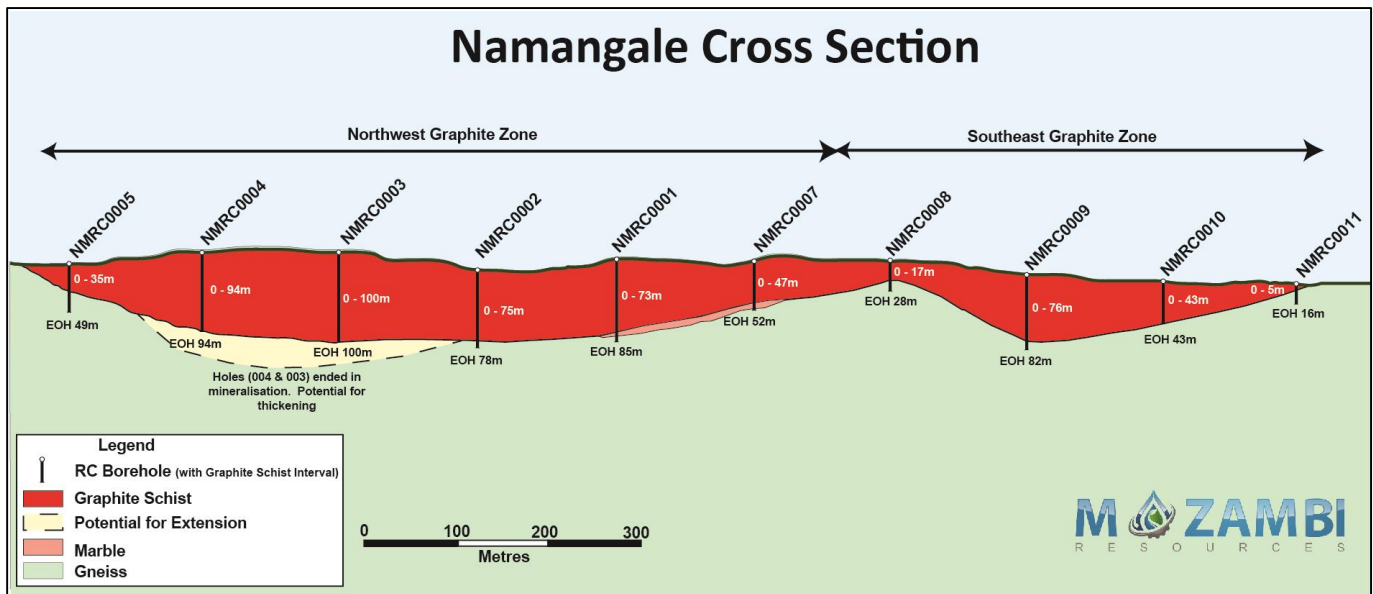 Namangale Cross Section
Northwest Graphite Zone
Southeast Graphite Zone
NMRC0005
NMRC0004
NMRC0003
NMRC0002
NMRC0001
NMRC0007
NMRC0008
NMRC0009
NMRC0010
NMRC0011
0 - 35m
0 - 94m
0 - 100m
0 - 75m
0 - 73m
0 - 47m
0 - 17m
0 - 76m
0 - 43m
0 - 5m
EOH 49m
EOH 94m
EOH 100m
EOH 78m
EOH 85m
EOH 52m
EOH 28m
EOH 82m
EOH 43m
EOH 16m
Holes (004 & 003) ended in
mineralisation. Potential for
thickening
Legend
RC Borehole (with Graphite Schist Interval)
Graphite Schist
Potential for Extension
Marble
Gneiss
0 100 200 300
Metres
MOZAMBI
RESOURCES